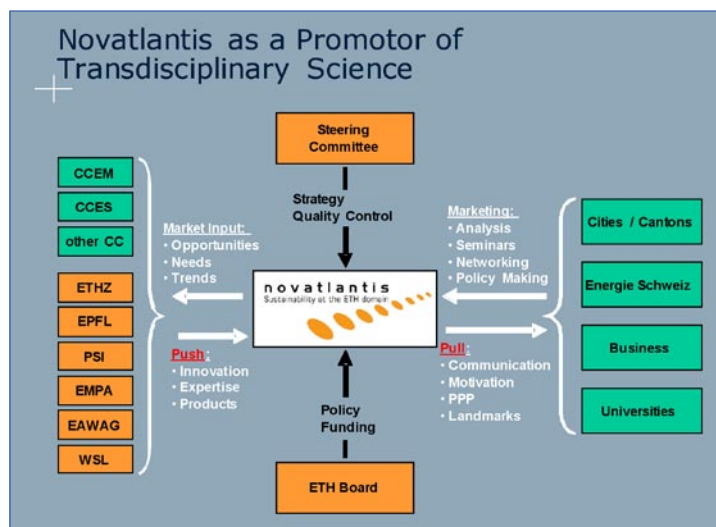 Novatlantis as a Promotor of
Transdisciplinary Science
Steering
Committee
Strategy
Quality Control
CCEM
CCES
other CC
ETHZ
EPFL
PSI
EMPA
EAWAG
WSL
Market Input:
• Opportunities
• Needs
• Trends
Push:
• Innovation
• Expertise
• Products
novatlantis
Sustainability at the ETH domain
Policy
Funding
ETH Board
Marketing:
• Analysis
• Seminars
• Networking
• Policy Making
Pull:
• Communication
• Motivation
• PPP
• Landmarks
Cities / Cantons
Energie Schweiz
Business
Universities